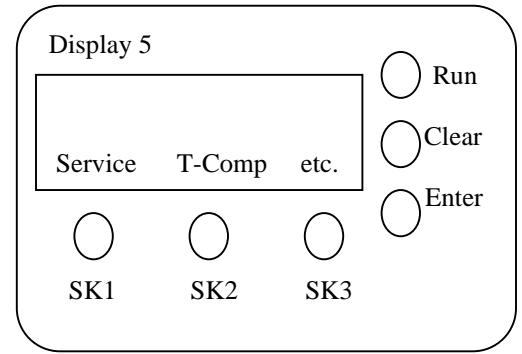 Display 5
Run
Clear
Service T-Comp etc.
Enter
SK1 SK2 SK3